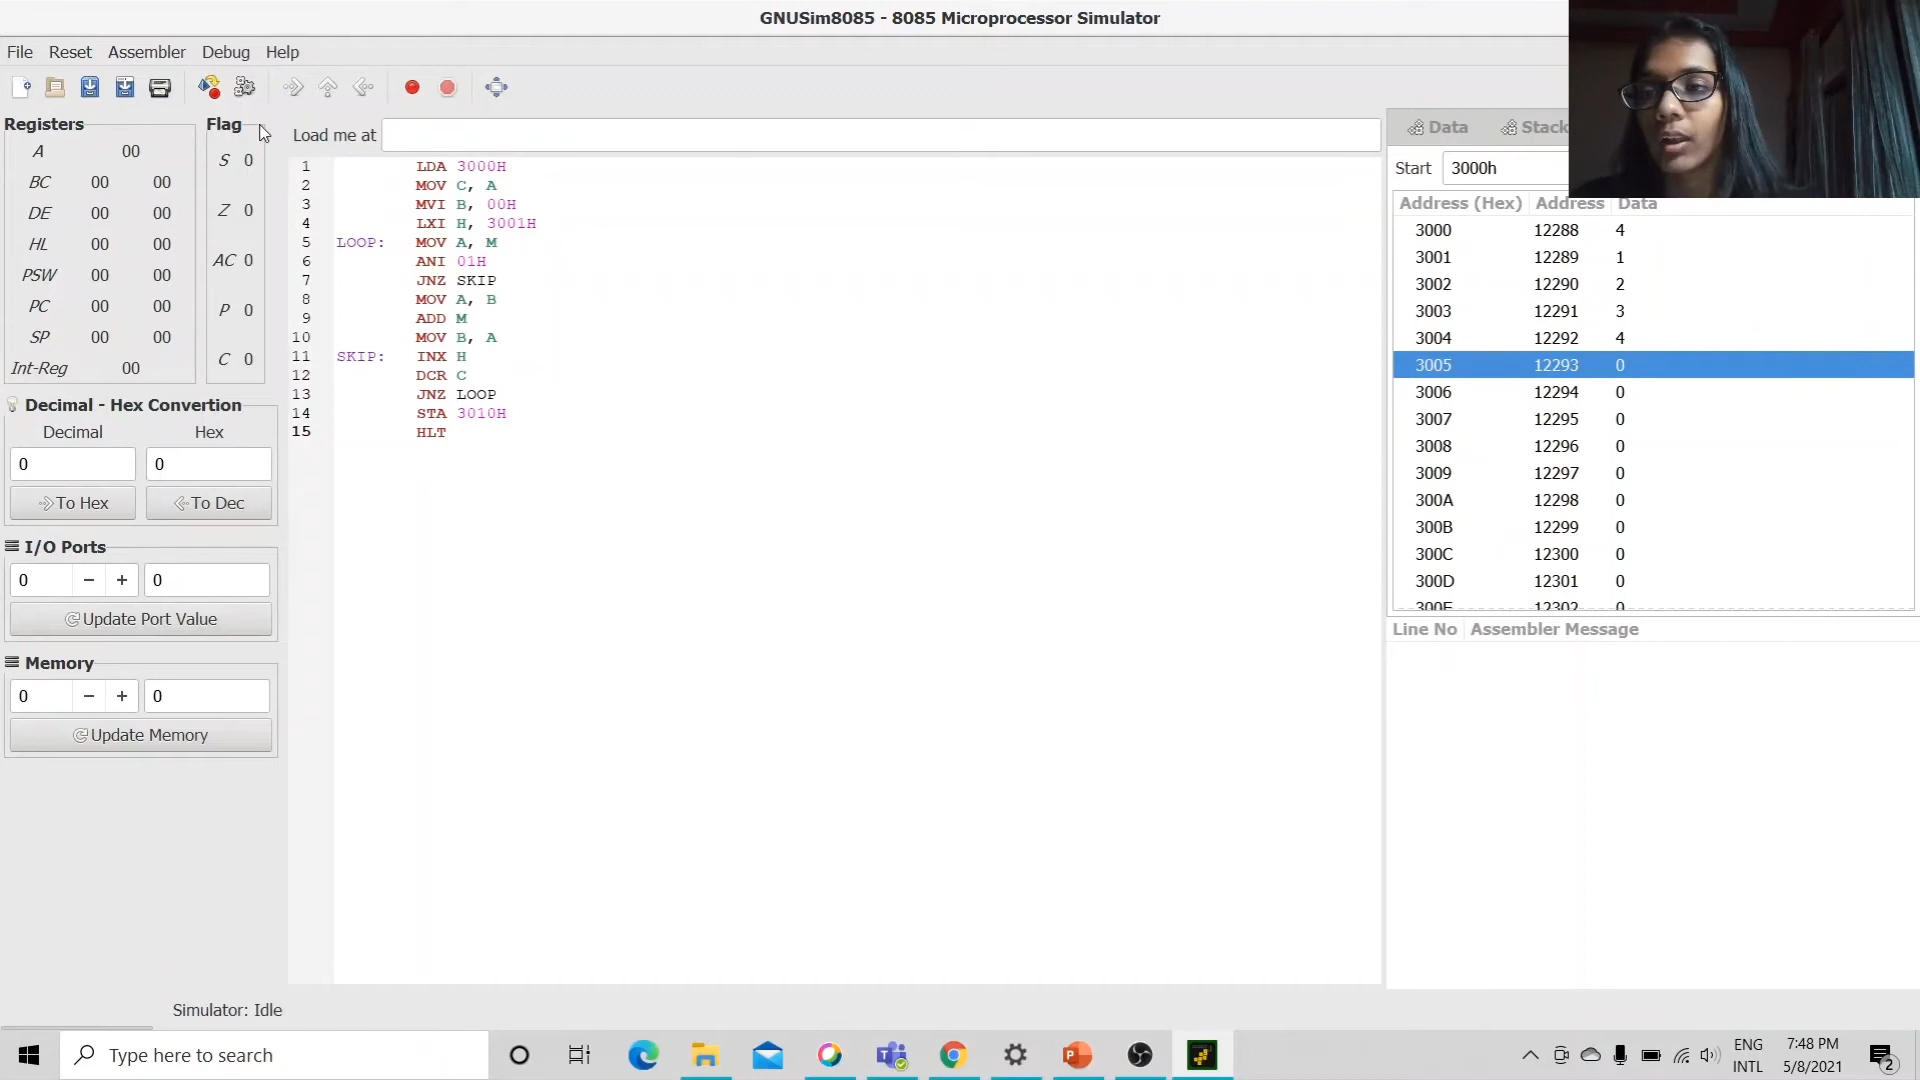 GNUSim8085 - 8085 Microprocessor Simulator
File Reset Assembler Debug Help
Registers
A 00
BC 00 00
DE 00 00
HL 00 00
PSW 00 00
PC 00 00
SP 00 00
Int-Reg 00
Flag
S 0
Z 0
AC 0
P 0
C 0
Decimal - Hex Convertion
Decimal Hex
0 0
To Hex To Dec
I/O Ports
0 − + 0
Update Port Value
Memory
0 − + 0
Update Memory
Load me at
1 LDA 3000H
2 MOV C, A
3 MVI B, 00H
4 LXI H, 3001H
5 LOOP: MOV A, M
6 ANI 01H
7 JNZ SKIP
8 MOV A, B
9 ADD M
10 MOV B, A
11 SKIP: INX H
12 DCR C
13 JNZ LOOP
14 STA 3010H
15 HLT
Data Stack
Start 3000h
Address (Hex) Address Data
3000 12288 4
3001 12289 1
3002 12290 2
3003 12291 3
3004 12292 4
3005 12293 0
3006 12294 0
3007 12295 0
3008 12296 0
3009 12297 0
300A 12298 0
300B 12299 0
300C 12300 0
300D 12301 0
300E 12302 0
Line No Assembler Message
Simulator: Idle
Type here to search
ENG
INTL
7:48 PM
5/8/2021
2